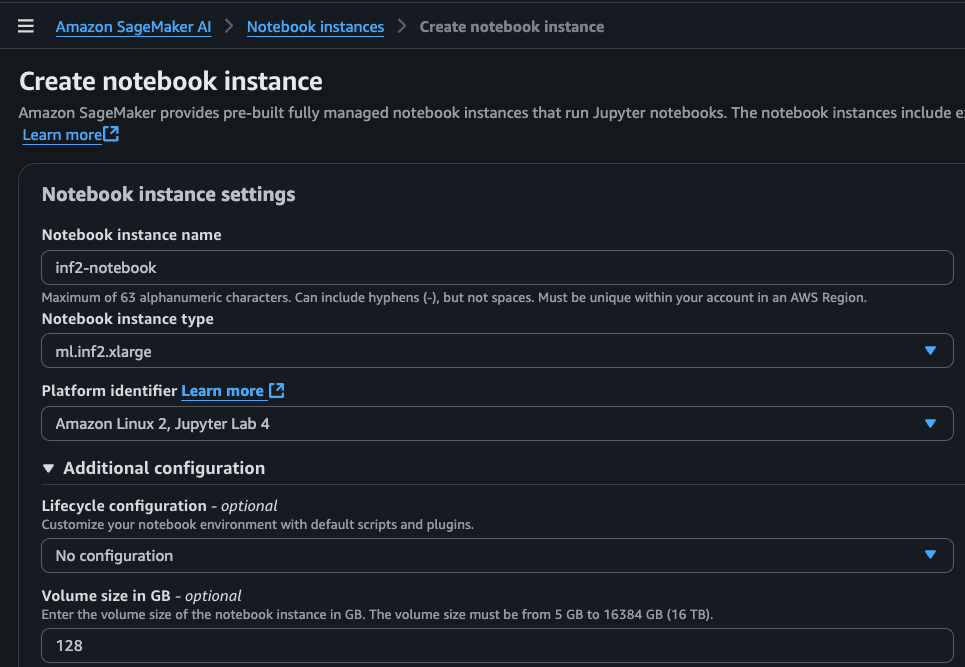 Amazon SageMaker AI > Notebook instances > Create notebook instance
Create notebook instance
Amazon SageMaker provides pre-built fully managed notebook instances that run Jupyter notebooks. The notebook instances include
Learn more
Notebook instance settings
Notebook instance name
inf2-notebook
Maximum of 63 alphanumeric characters. Can include hyphens (-), but not spaces. Must be unique within your account in an AWS Region.
Notebook instance type
ml.inf2.xlarge
Platform identifier Learn more
Amazon Linux 2, Jupyter Lab 4
Additional configuration
Lifecycle configuration - optional
Customize your notebook environment with default scripts and plugins.
No configuration
Volume size in GB - optional
Enter the volume size of the notebook instance in GB. The volume size must be from 5 GB to 16384 GB (16 TB).
128